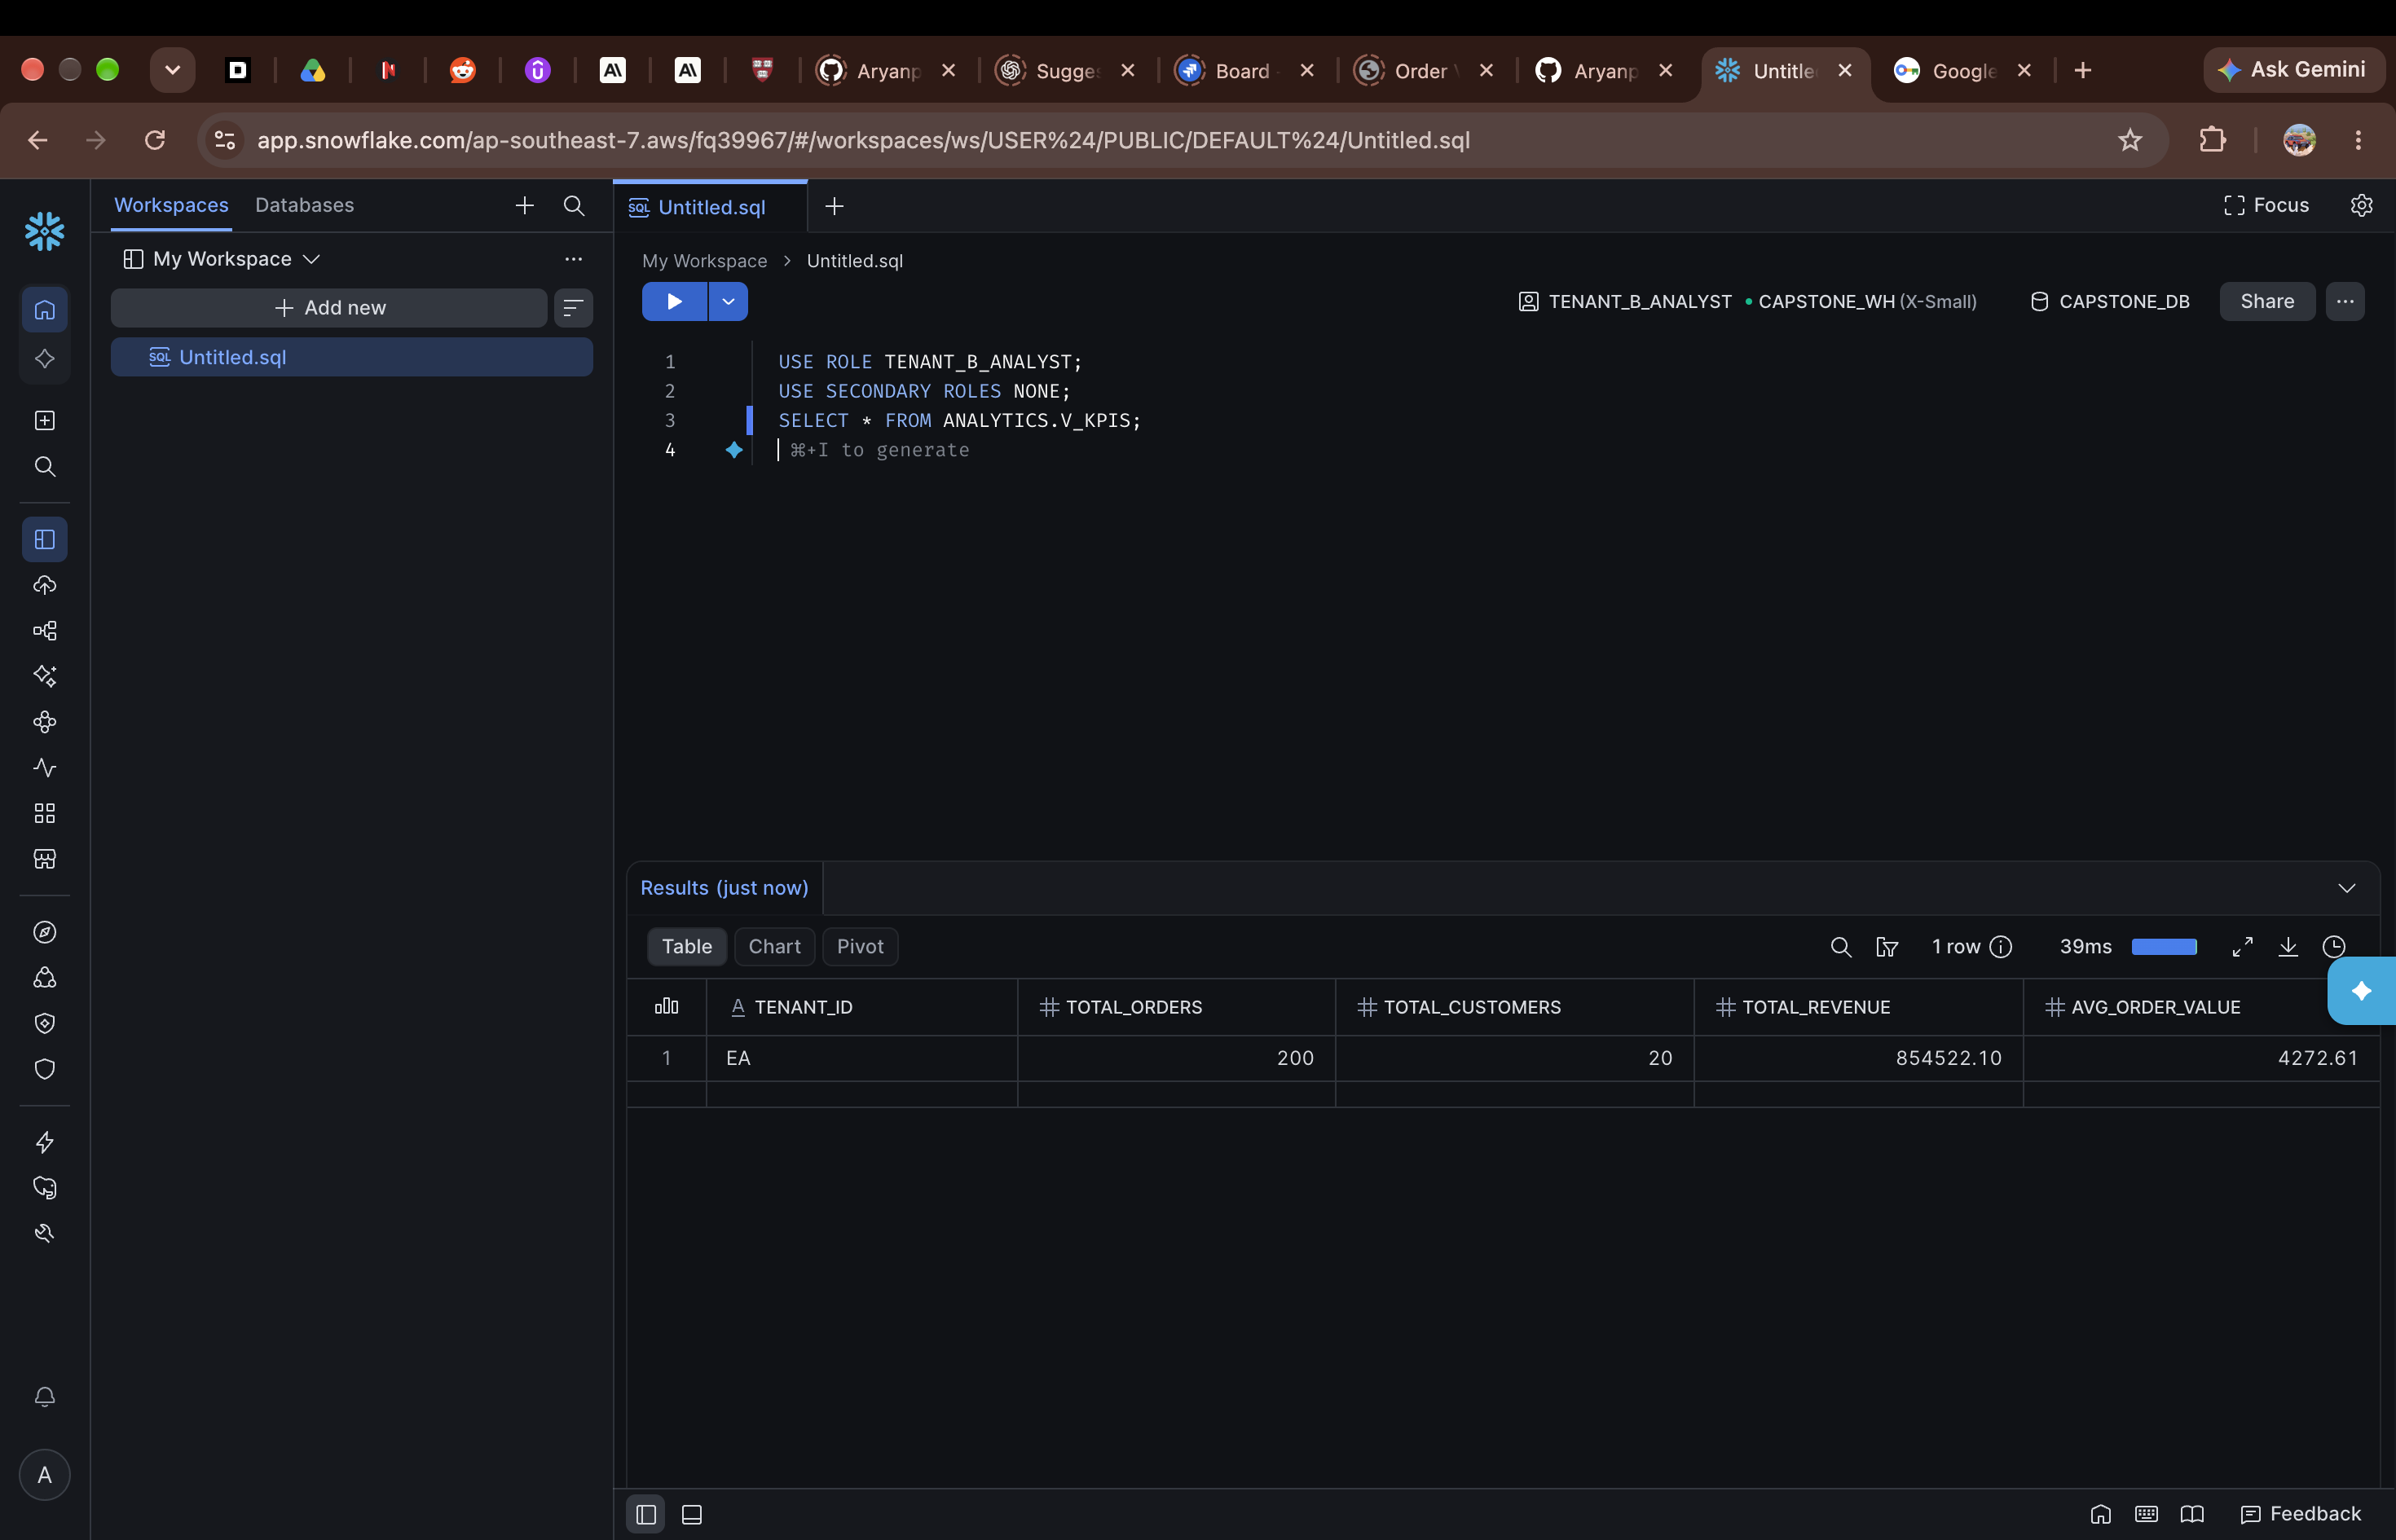 Aryanp
Sugges
Board
Order
Aryanp
Untitle
Google
Ask Gemini
app.snowflake.com/ap-southeast-7.aws/fq39967/#/workspaces/ws/USER%24/PUBLIC/DEFAULT%24/Untitled.sql
Workspaces Databases
SQL Untitled.sql
Focus
My Workspace
My Workspace > Untitled.sql
Add new
TENANT_B_ANALYST • CAPSTONE_WH (X-Small) CAPSTONE_DB Share
SQL Untitled.sql
1 USE ROLE TENANT_B_ANALYST;
2 USE SECONDARY ROLES NONE;
3 SELECT * FROM ANALYTICS.V_KPIS;
4 ⌘+I to generate
Results (just now)
Table Chart Pivot
1 row 39ms
TENANT_ID TOTAL_ORDERS TOTAL_CUSTOMERS TOTAL_REVENUE AVG_ORDER_VALUE
1 EA 200 20 854522.10 4272.61
A
Feedback